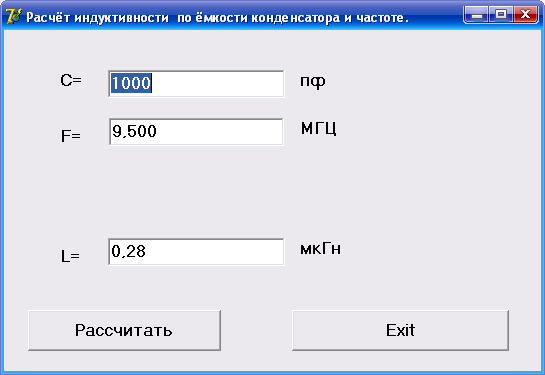 Расчёт индуктивности по ёмкости конденсатора и частоте.
C= 1000 пф
F= 9,500 МГЦ
L= 0,28 мкГн
Рассчитать Exit